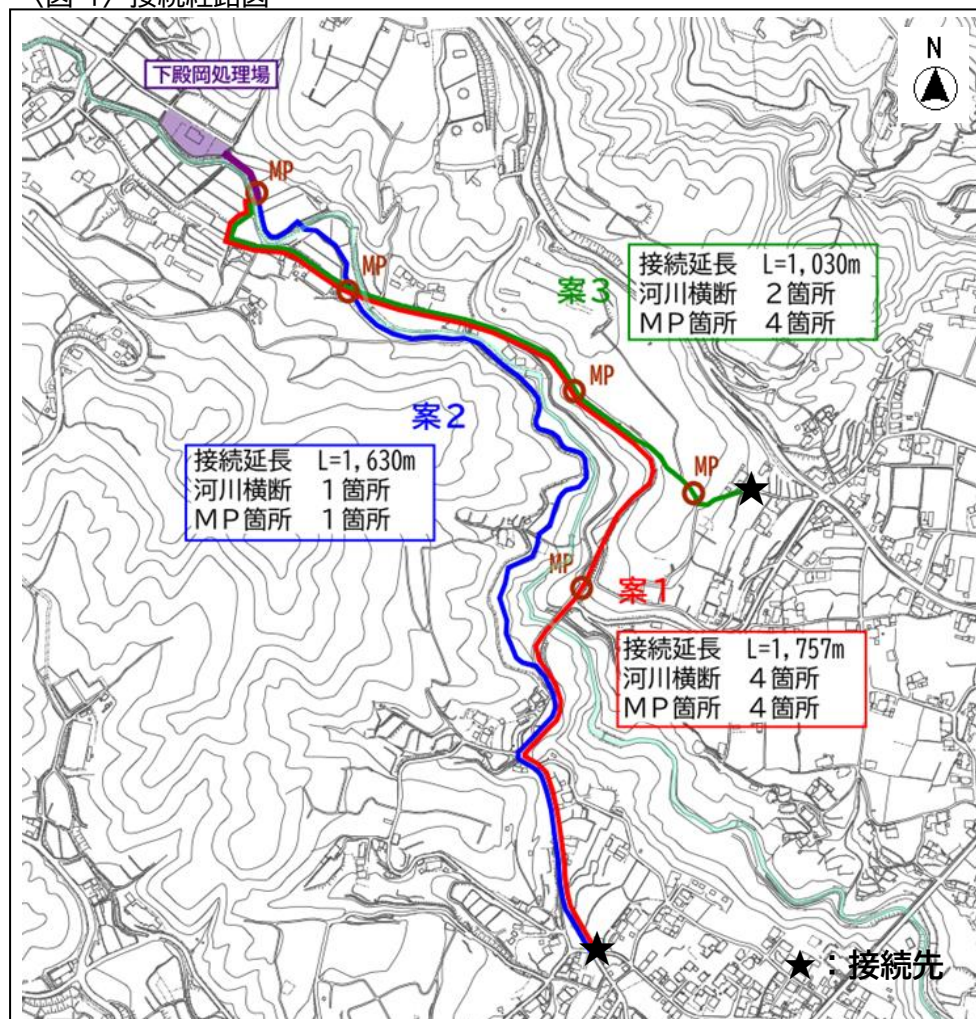 〈図-1〉接続経路図
N
下殿岡処理場
MP
MP
案3
接続延長 L=1,030m
河川横断 2箇所
MP箇所 4箇所
MP
案2
接続延長 L=1,630m
河川横断 1箇所
MP箇所 1箇所
MP
MP
案1
接続延長 L=1,757m
河川横断 4箇所
MP箇所 4箇所
★：接続先